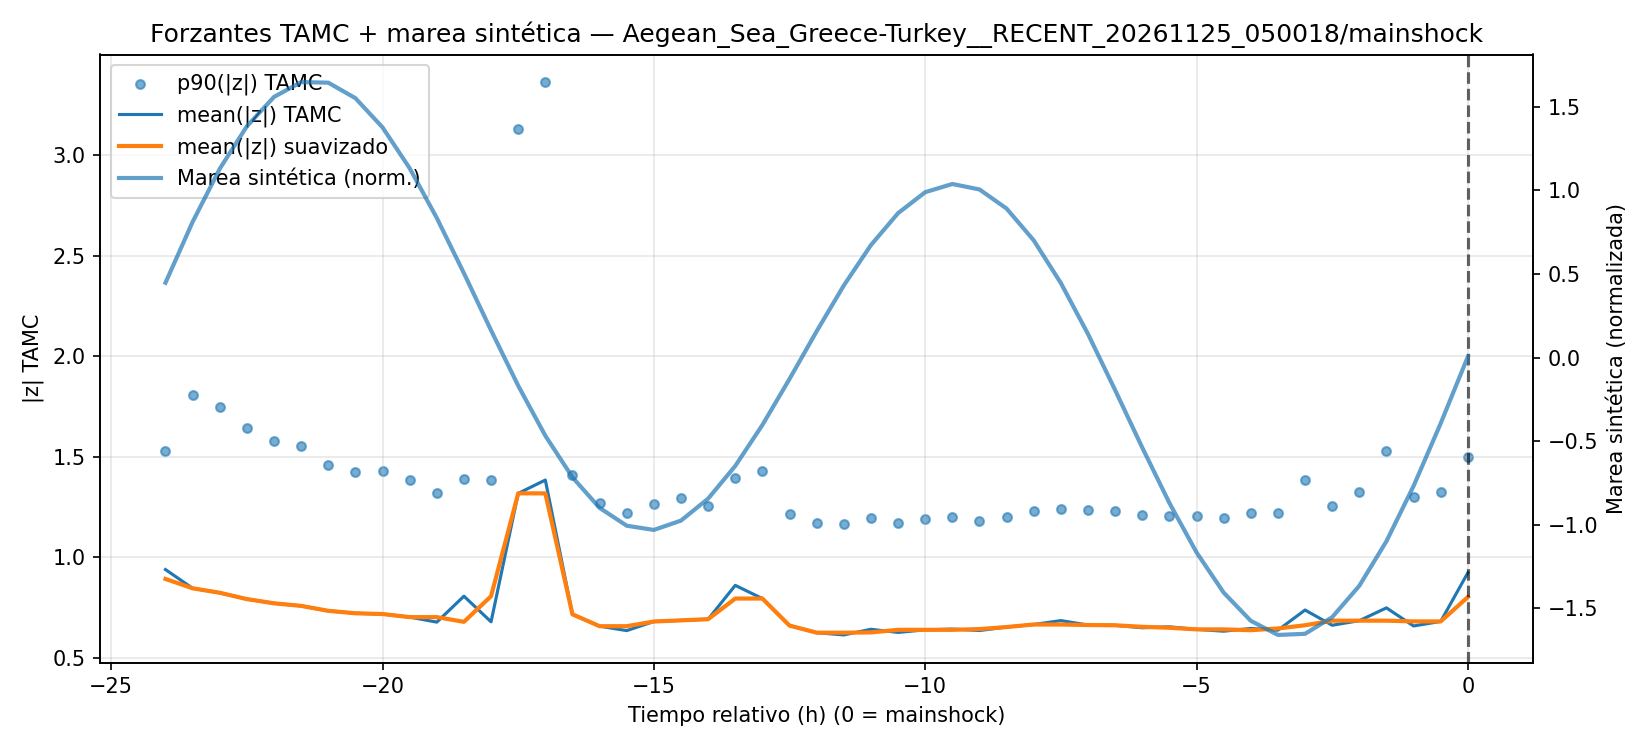 Forzantes TAMC + marea sintética — Aegean_Sea_Greece-Turkey__RECENT_20261125_050018/mainshock
p90(|z|) TAMC
mean(|z|) TAMC
mean(|z|) suavizado
Marea sintética (norm.)
|z| TAMC
3.0
2.5
2.0
1.5
1.0
0.5
1.5
1.0
0.5
0.0
−0.5
−1.0
−1.5
Marea sintética (normalizada)
−25
−20
−15
−10
−5
0
Tiempo relativo (h) (0 = mainshock)